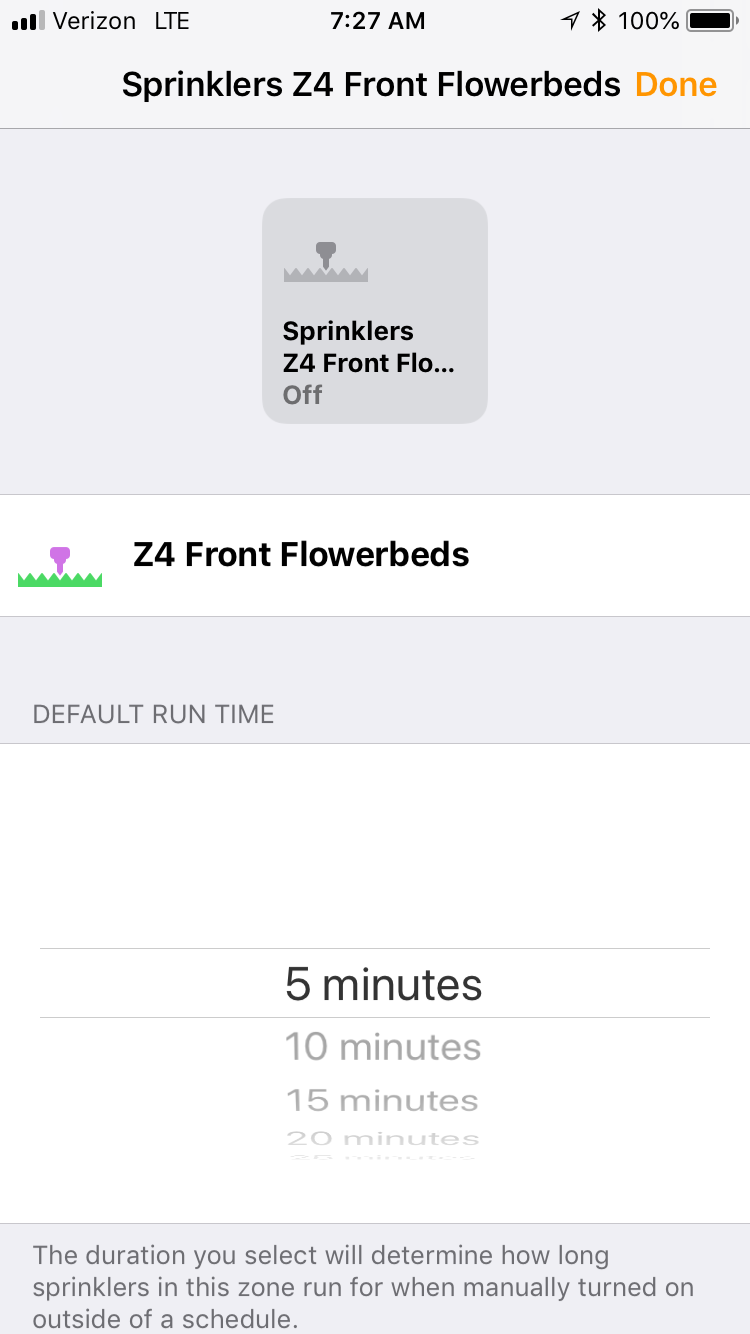 Verizon LTE 7:27 AM 100%
Sprinklers Z4 Front Flowerbeds Done
Sprinklers
Z4 Front Flo...
Off
Z4 Front Flowerbeds
DEFAULT RUN TIME
5 minutes
10 minutes
15 minutes
20 minutes
25 minutes
The duration you select will determine how long
sprinklers in this zone run for when manually turned on
outside of a schedule.